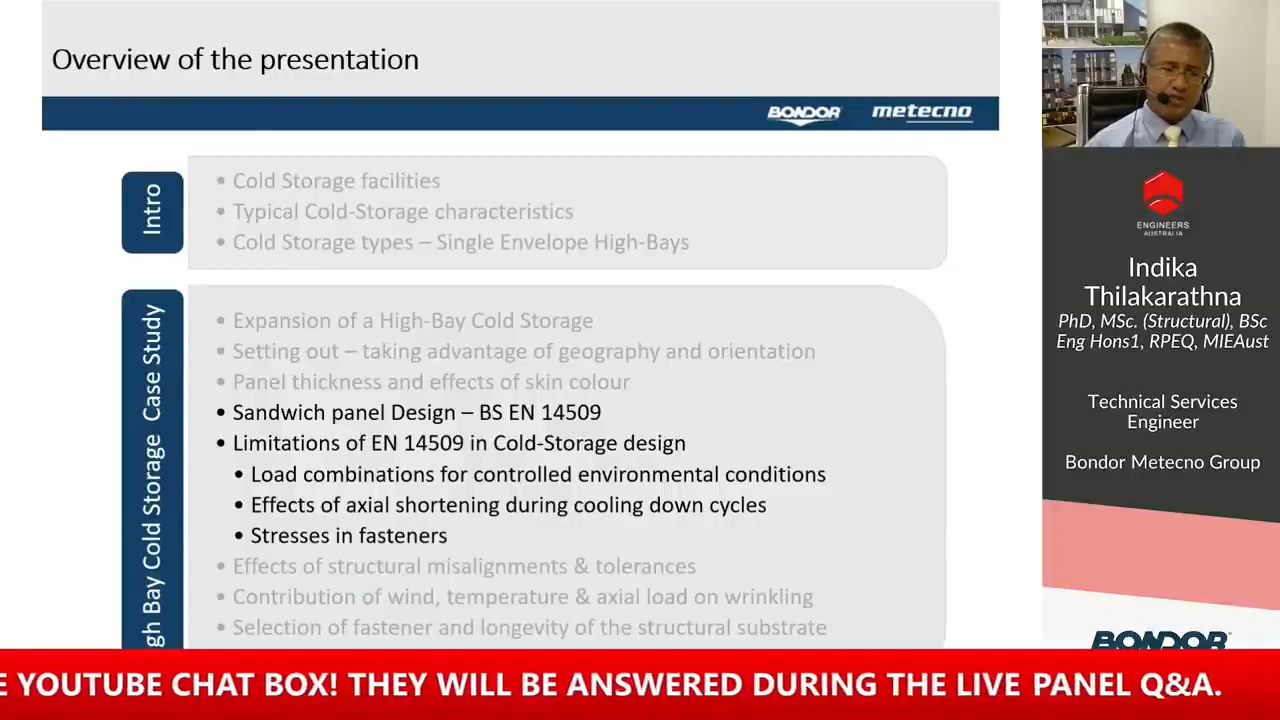 Overview of the presentation
BONDOR
metecno
Intro
• Cold Storage facilities
• Typical Cold-Storage characteristics
• Cold Storage types – Single Envelope High-Bays
gh Bay Cold Storage Case Study
• Expansion of a High-Bay Cold Storage
• Setting out – taking advantage of geography and orientation
• Panel thickness and effects of skin colour
• Sandwich panel Design – BS EN 14509
• Limitations of EN 14509 in Cold-Storage design
• Load combinations for controlled environmental conditions
• Effects of axial shortening during cooling down cycles
• Stresses in fasteners
• Effects of structural misalignments & tolerances
• Contribution of wind, temperature & axial load on wrinkling
• Selection of fastener and longevity of the structural substrate
ENGINEERS
AUSTRALIA
Indika
Thilakarathna
PhD, MSc. (Structural), BSc
Eng Hons1, RPEQ, MIEAust
Technical Services
Engineer
Bondor Metecno Group
BONDOR
E YOUTUBE CHAT BOX! THEY WILL BE ANSWERED DURING THE LIVE PANEL Q&A.